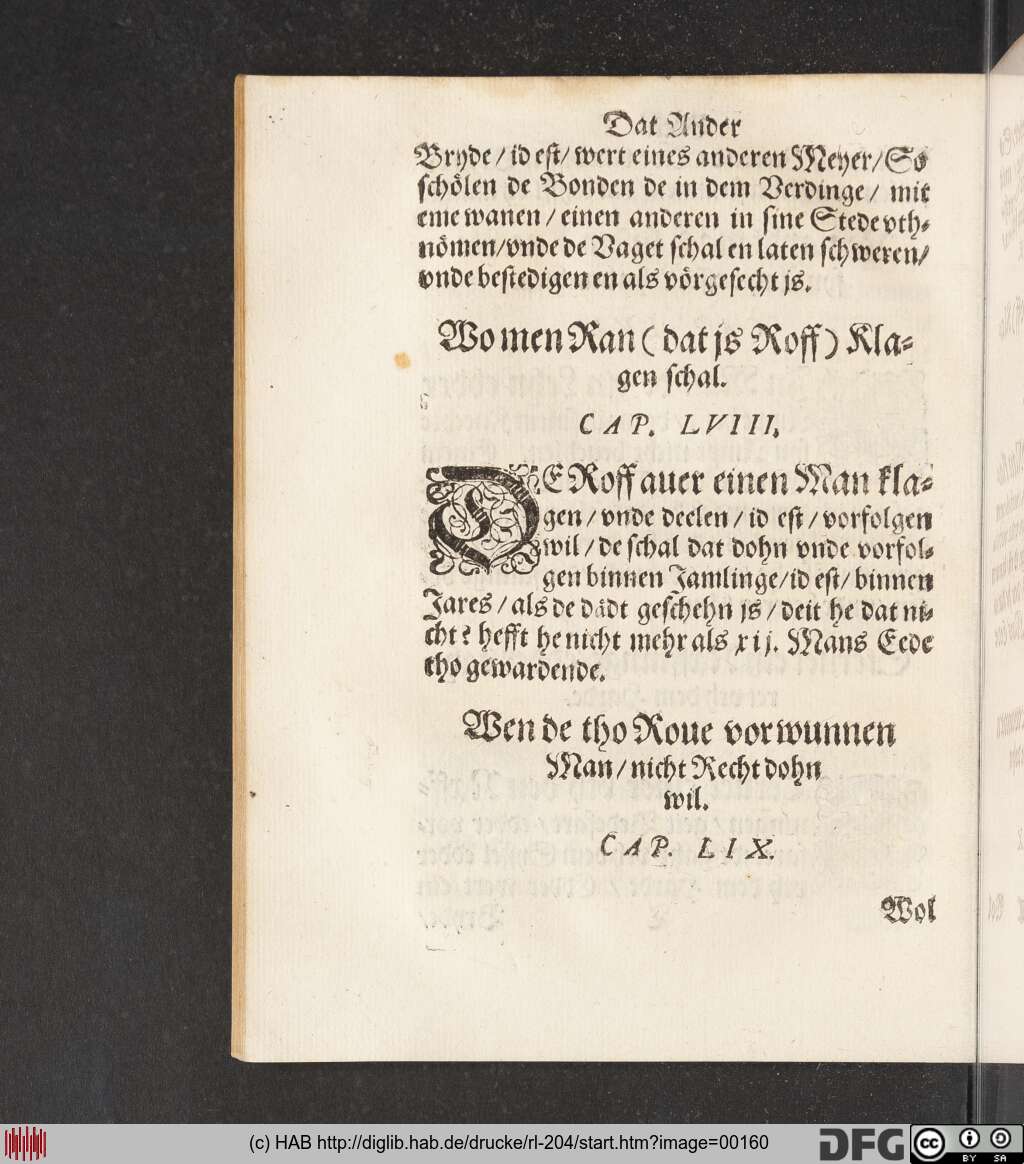 Dat Ander
Bryde / id est / wert eines anderen Meyer / So
schölen de Bonden de in dem Verdinge / mit
eme wanen / einen anderen in sine Stede vth-
nömen / vnde de Vaget schal en laten schweren /
vnde bestedigen en als vörgesecht js.
Wo men Ran ( dat js Roff ) Kla-
gen schal.
CAP. LVIII.
DE Roff auer einen Man kla-
gen / vnde deelen / id est / vorfolgen
wil / de schal dat dohn vnde vorfol-
gen binnen Jamlinge / id est / binnen
Jares / als de dädt geschehn js / deit he dat ni-
cht? hefft he nicht mehr als xij. Mans Eede
tho gewardende.
Wen de tho Roue vorwunnen
Man / nicht Recht dohn
wil.
CAP. LIX.
Wol
(c) HAB http://diglib.hab.de/drucke/rl-204/start.htm?image=00160
DFG
cc
BY SA